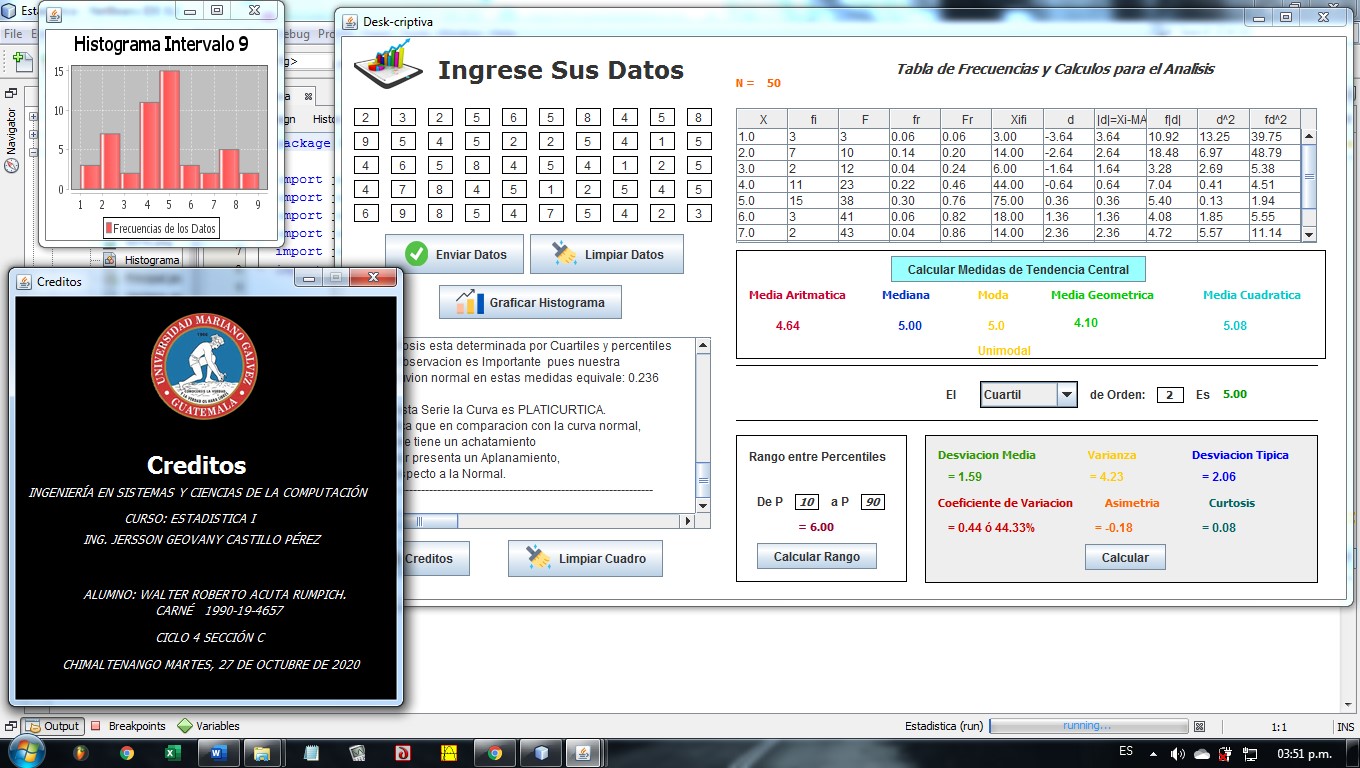 Histograma Intervalo 9
15
10
5
0
1 2 3 4 5 6 7 8 9
Frecuencias de los Datos
File
Navigator
Histograma
package
import
import
import
import
import
Desk-criptiva
Ingrese Sus Datos
2 3 2 5 6 5 8 4 5 8
9 5 4 5 2 2 5 4 1 5
4 6 5 8 4 5 4 1 2 5
4 7 8 4 5 1 2 5 4 5
6 9 8 5 4 7 5 4 2 3
Enviar Datos
Limpiar Datos
Graficar Histograma
osis esta determinada por Cuartiles y percentiles
bservacion es Importante pues nuestra
uvion normal en estas medidas equivale: 0.236
sta Serie la Curva es PLATICURTICA.
ca que en comparacion con la curva normal,
e tiene un achatamiento
r presenta un Aplanamiento,
specto a la Normal.
Creditos
Limpiar Cuadro
N = 50
Tabla de Frecuencias y Calculos para el Analisis
X fi F fr Fr Xifi d |d|=Xi-MA f|d| d^2 fd^2
1.0 3 3 0.06 0.06 3.00 -3.64 3.64 10.92 13.25 39.75
2.0 7 10 0.14 0.20 14.00 -2.64 2.64 18.48 6.97 48.79
3.0 2 12 0.04 0.24 6.00 -1.64 1.64 3.28 2.69 5.38
4.0 11 23 0.22 0.46 44.00 -0.64 0.64 7.04 0.41 4.51
5.0 15 38 0.30 0.76 75.00 0.36 0.36 5.40 0.13 1.94
6.0 3 41 0.06 0.82 18.00 1.36 1.36 4.08 1.85 5.55
7.0 2 43 0.04 0.86 14.00 2.36 2.36 4.72 5.57 11.14
Calcular Medidas de Tendencia Central
Media Aritmatica Mediana Moda Media Geometrica Media Cuadratica
4.64 5.00 5.0 4.10 5.08
Unimodal
El Cuartil de Orden: 2 Es 5.00
Rango entre Percentiles
De P 10 a P 90
= 6.00
Calcular Rango
Desviacion Media Varianza Desviacion Tipica
= 1.59 = 4.23 = 2.06
Coeficiente de Variacion Asimetria Curtosis
= 0.44 ó 44.33% = -0.18 = 0.08
Calcular
Creditos
UNIVERSIDAD MARIANO GALVEZ
GUATEMALA
Creditos
INGENIERÍA EN SISTEMAS Y CIENCIAS DE LA COMPUTACIÓN
CURSO: ESTADISTICA I
ING. JERSSON GEOVANY CASTILLO PÉREZ
ALUMNO: WALTER ROBERTO ACUTA RUMPICH.
CARNÉ 1990-19-4657
CICLO 4 SECCIÓN C
CHIMALTENANGO MARTES, 27 DE OCTUBRE DE 2020
Output Breakpoints Variables
Estadistica (run) running... 1:1 INS
ES 03:51 p.m.